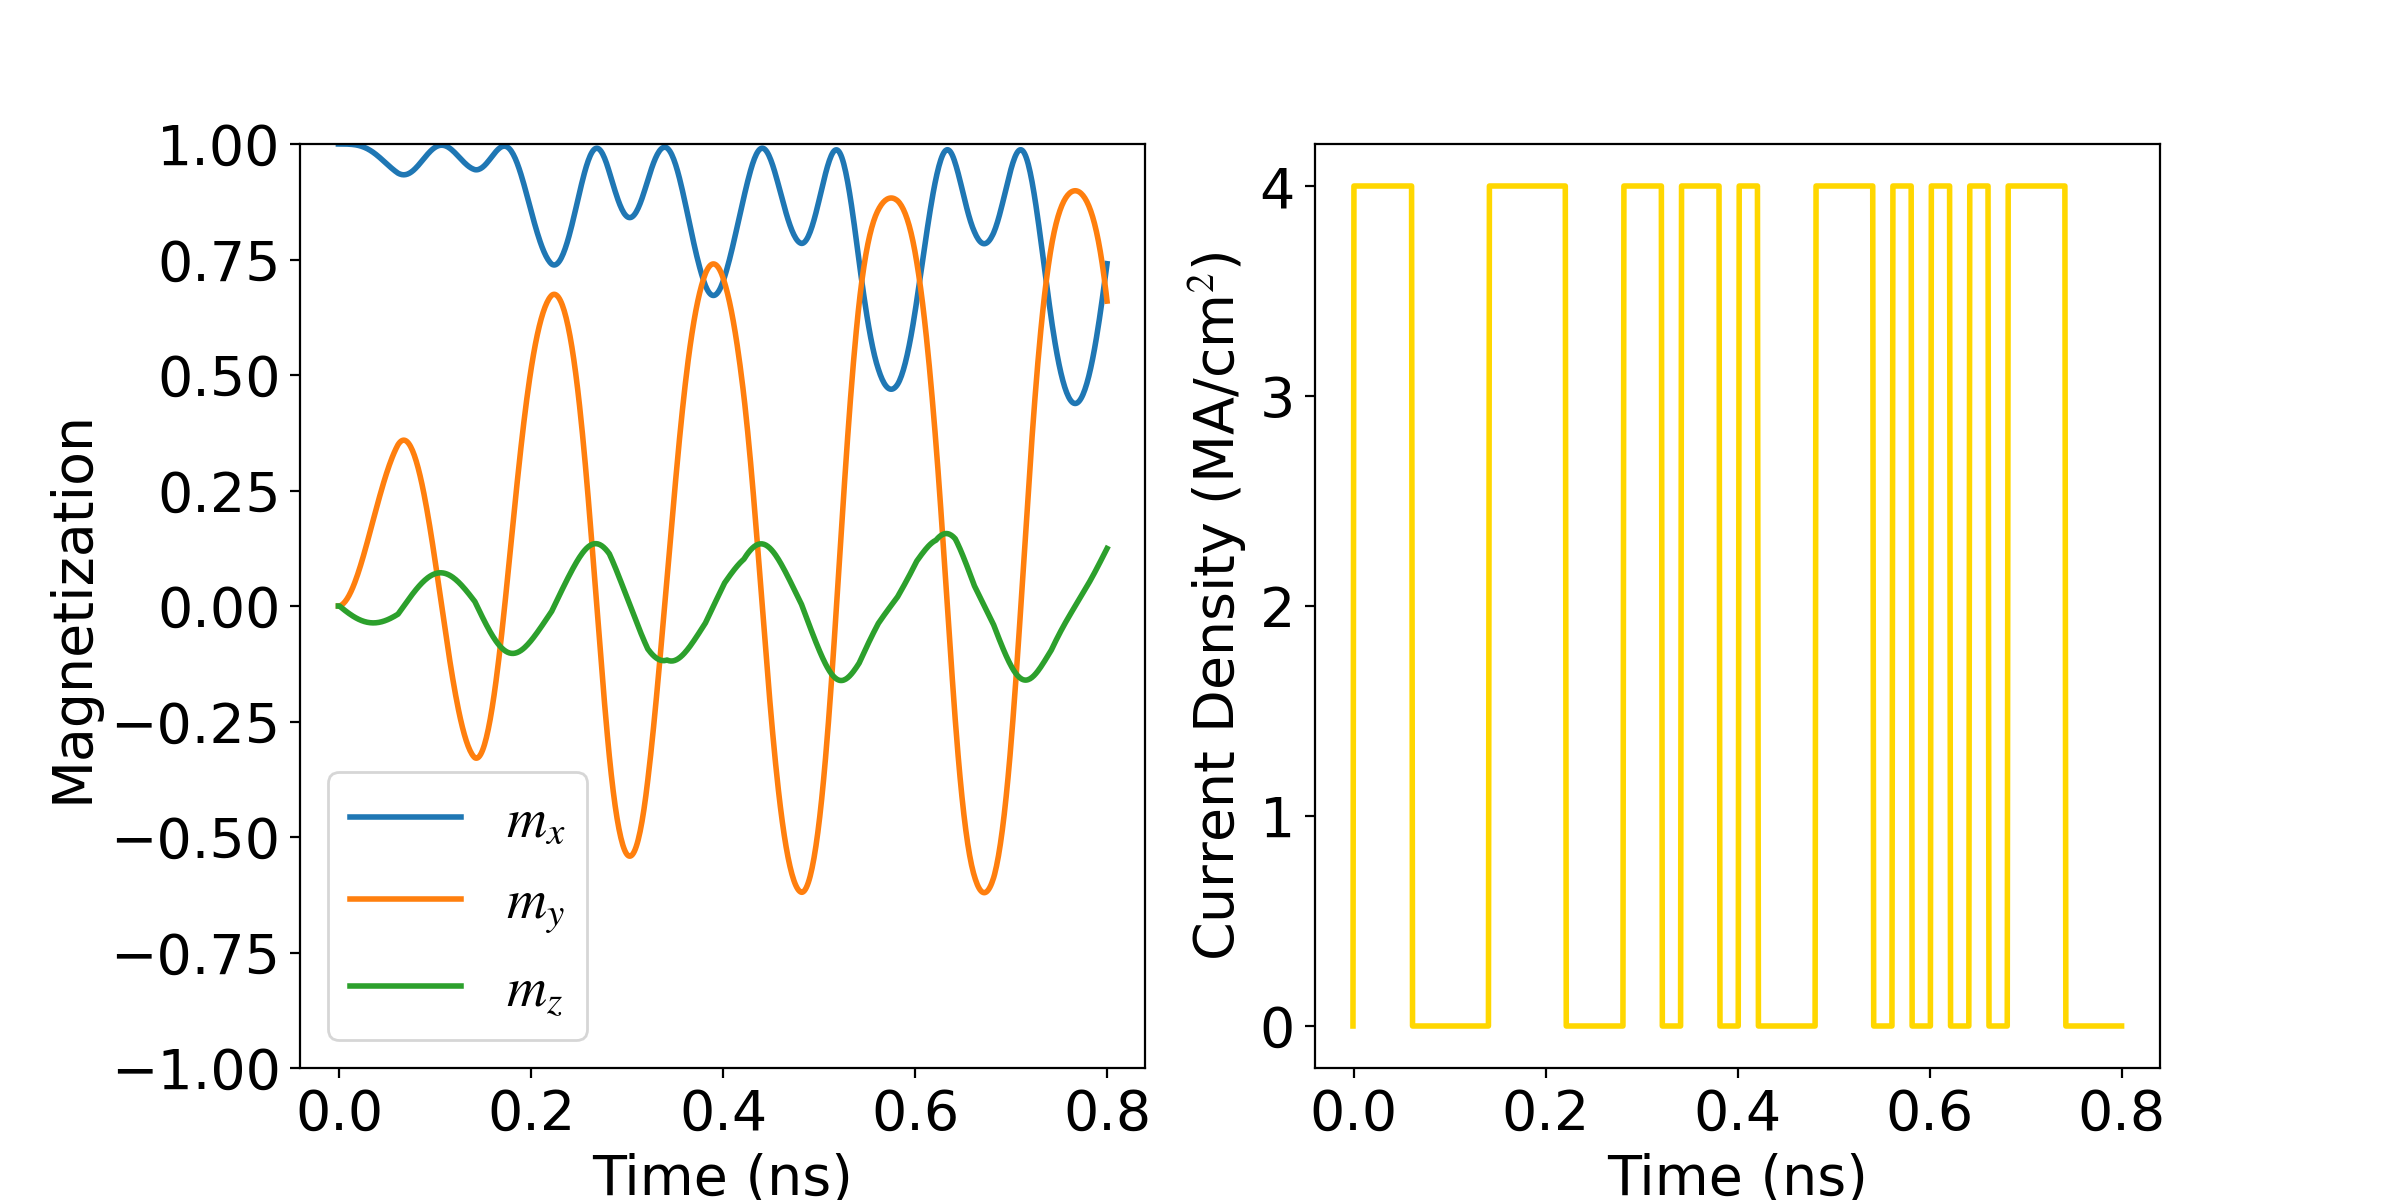 1.00
0.75
0.50
0.25
0.00
−0.25
−0.50
−0.75
−1.00
Magnetization
m_x
m_y
m_z
0.0 0.2 0.4 0.6 0.8
Time (ns)
4
3
2
1
0
Current Density (MA/cm²)
0.0 0.2 0.4 0.6 0.8
Time (ns)